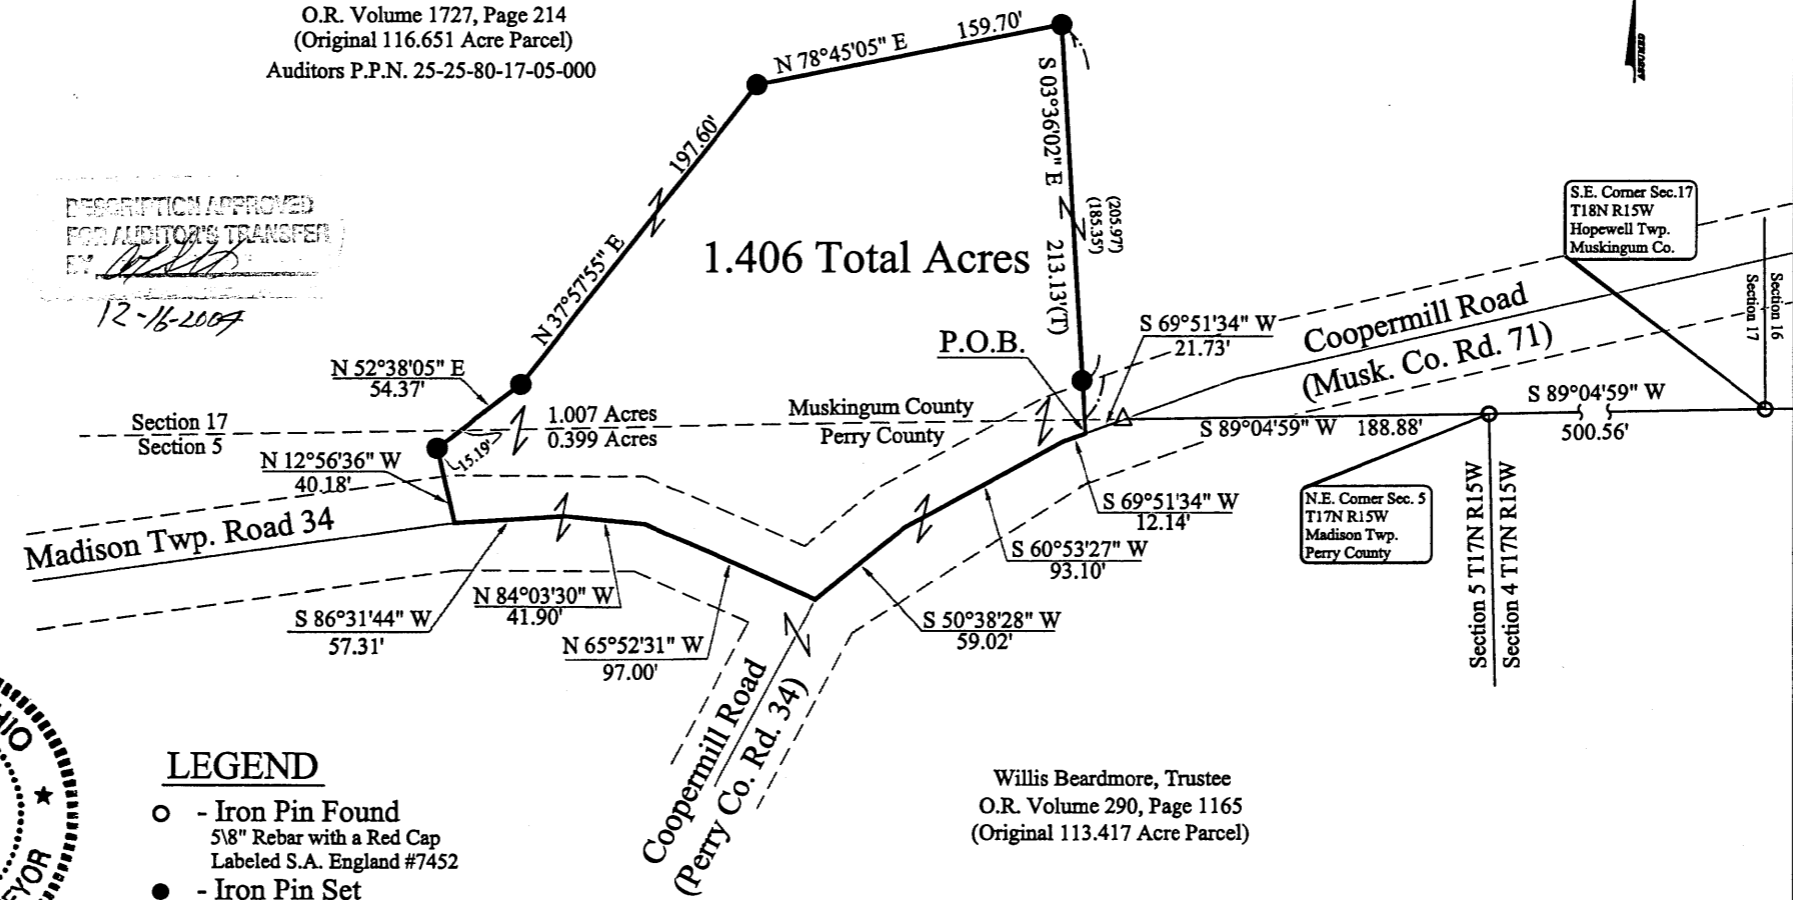 O.R. Volume 1727, Page 214
(Original 116.651 Acre Parcel)
Auditors P.P.N. 25-25-80-17-05-000
N 78°45'05" E
159.70'
S 03°36'02" E
213.13'(T)
(205.97')
(185.35')
197.60'
N 37°57'55" E
DESCRIPTION APPROVED
FOR AUDITOR'S TRANSFER
BY
12-16-2004
1.406 Total Acres
S.E. Corner Sec.17
T18N R15W
Hopewell Twp.
Muskingum Co.
Section 17
Section 16
P.O.B.
S 69°51'34" W
21.73'
Coopermill Road
(Musk. Co. Rd. 71)
N 52°38'05" E
54.37'
Section 17
Section 5
1.007 Acres
0.399 Acres
Muskingum County
Perry County
S 89°04'59" W 188.88'
S 89°04'59" W
500.56'
15.19'
N 12°56'36" W
40.18'
S 69°51'34" W
12.14'
N.E. Corner Sec. 5
T17N R15W
Madison Twp.
Perry County
Section 5 T17N R15W
Section 4 T17N R15W
Madison Twp. Road 34
S 60°53'27" W
93.10'
N 84°03'30" W
41.90'
S 86°31'44" W
57.31'
N 65°52'31" W
97.00'
S 50°38'28" W
59.02'
Coopermill Road
(Perry Co. Rd. 34)
LEGEND
- Iron Pin Found
5\8" Rebar with a Red Cap
Labeled S.A. England #7452
- Iron Pin Set
Willis Beardmore, Trustee
O.R. Volume 290, Page 1165
(Original 113.417 Acre Parcel)